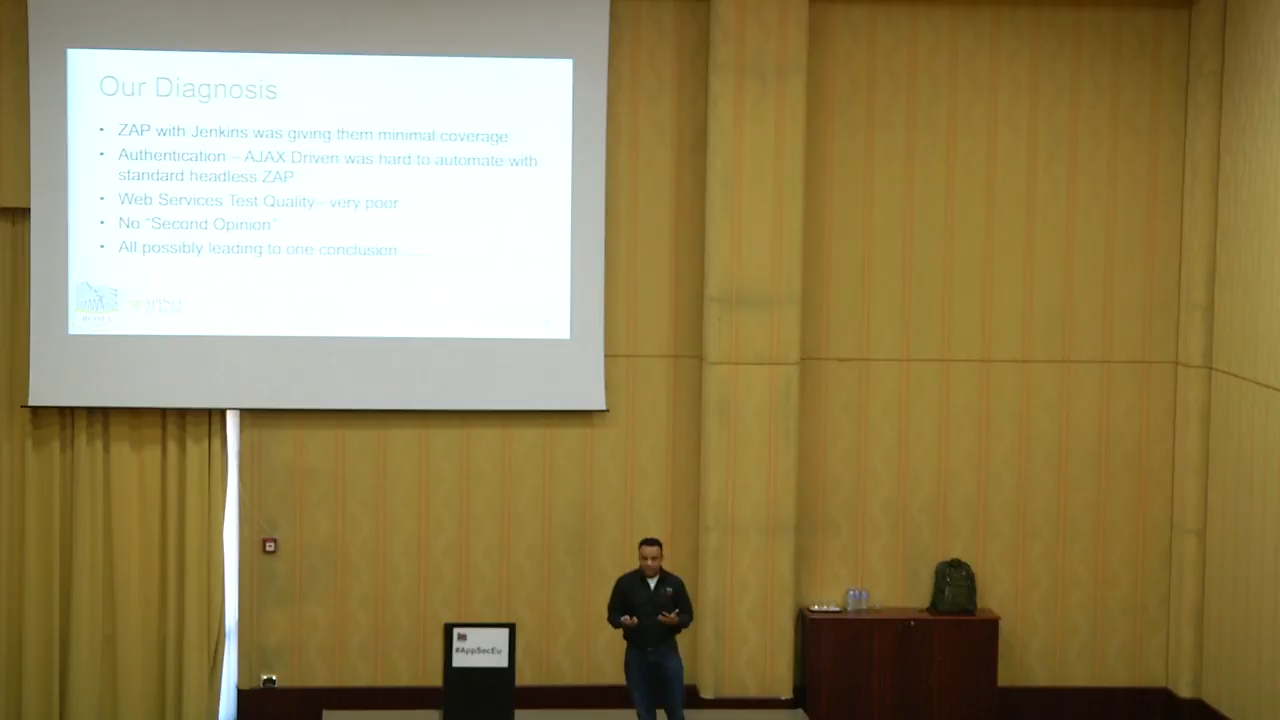 Our Diagnosis
• ZAP with Jenkins was giving them minimal coverage
• Authentication – AJAX Driven was hard to automate with
standard headless ZAP
• Web Services Test Quality– very poor
• No “Second Opinion”
• All possibly leading to one conclusion……
#AppSecEu